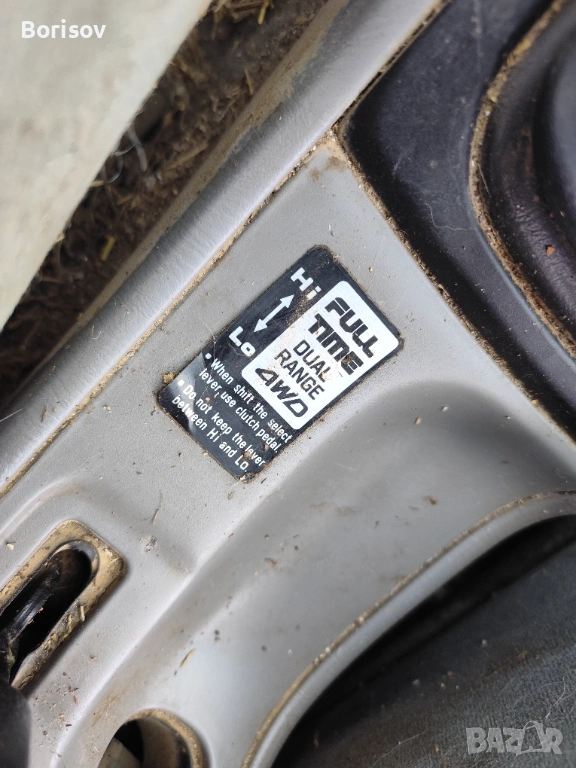 Borisov
Hi
Lo
FULL
TIME
DUAL
RANGE
4WD
• When shift the select
lever use clutch pedal.
• Do not keep the lever
between Hi and Lo.
BAZAR